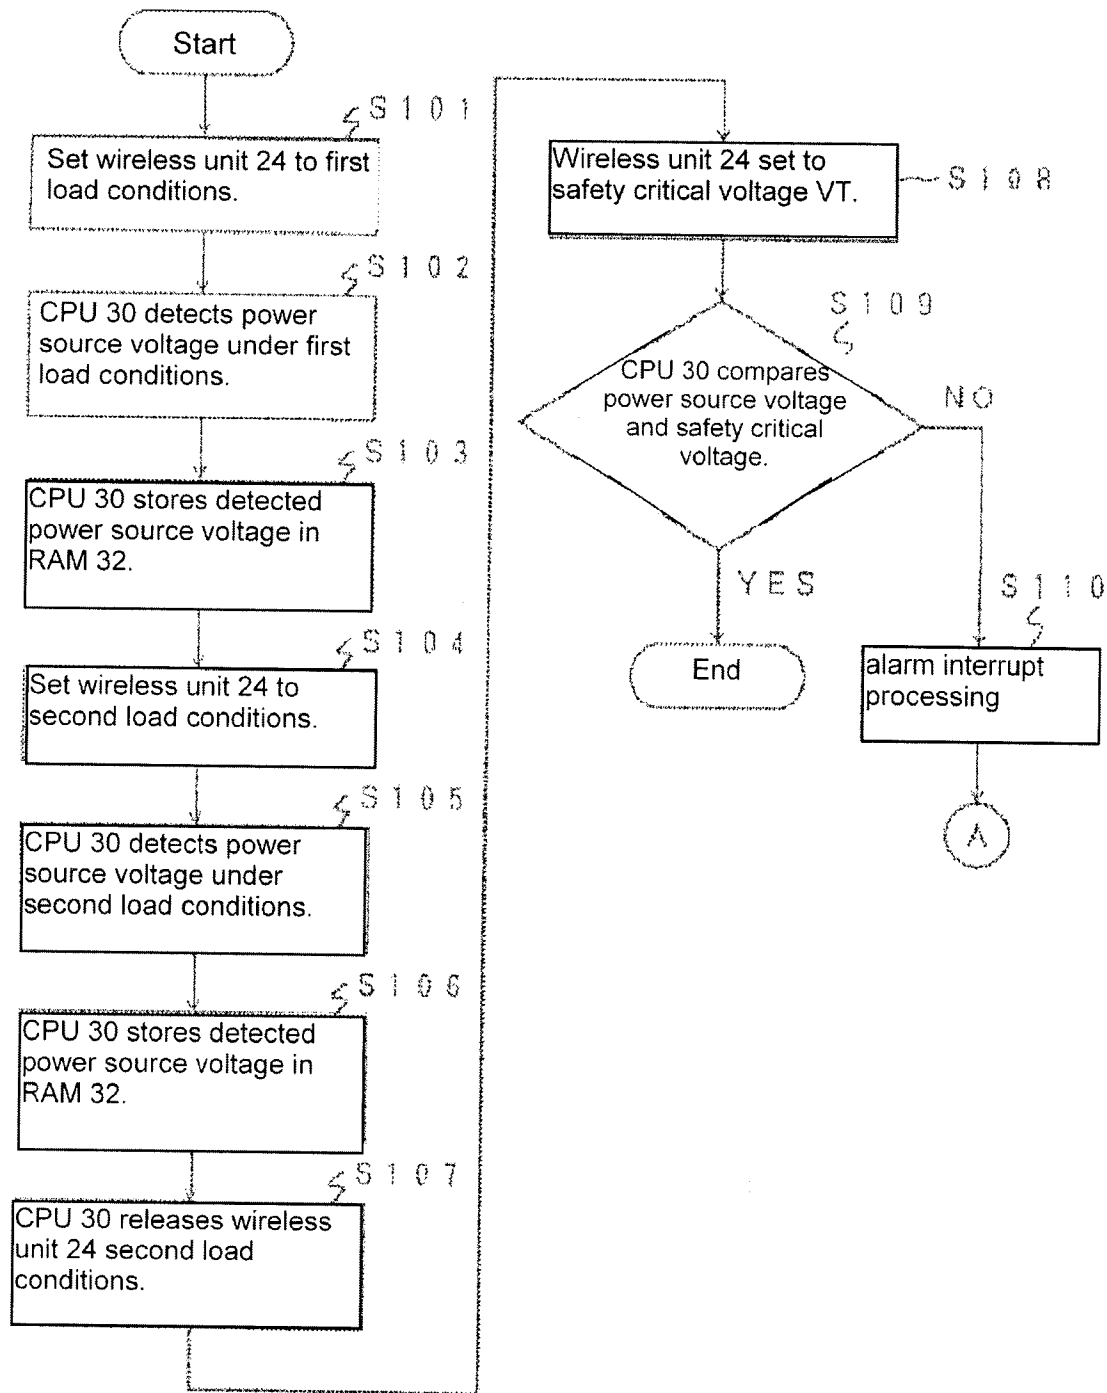 Start
S101
Set wireless unit 24 to first
load conditions.
S102
CPU 30 detects power
source voltage under first
load conditions.
S103
CPU 30 stores detected
power source voltage in
RAM 32.
S104
Set wireless unit 24 to
second load conditions.
S105
CPU 30 detects power
source voltage under
second load conditions.
S106
CPU 30 stores detected
power source voltage in
RAM 32.
S107
CPU 30 releases wireless
unit 24 second load
conditions.
Wireless unit 24 set to
safety critical voltage VT.
S108
S109
CPU 30 compares
power source voltage
and safety critical
voltage.
NO
YES
End
S110
alarm interrupt
processing
A